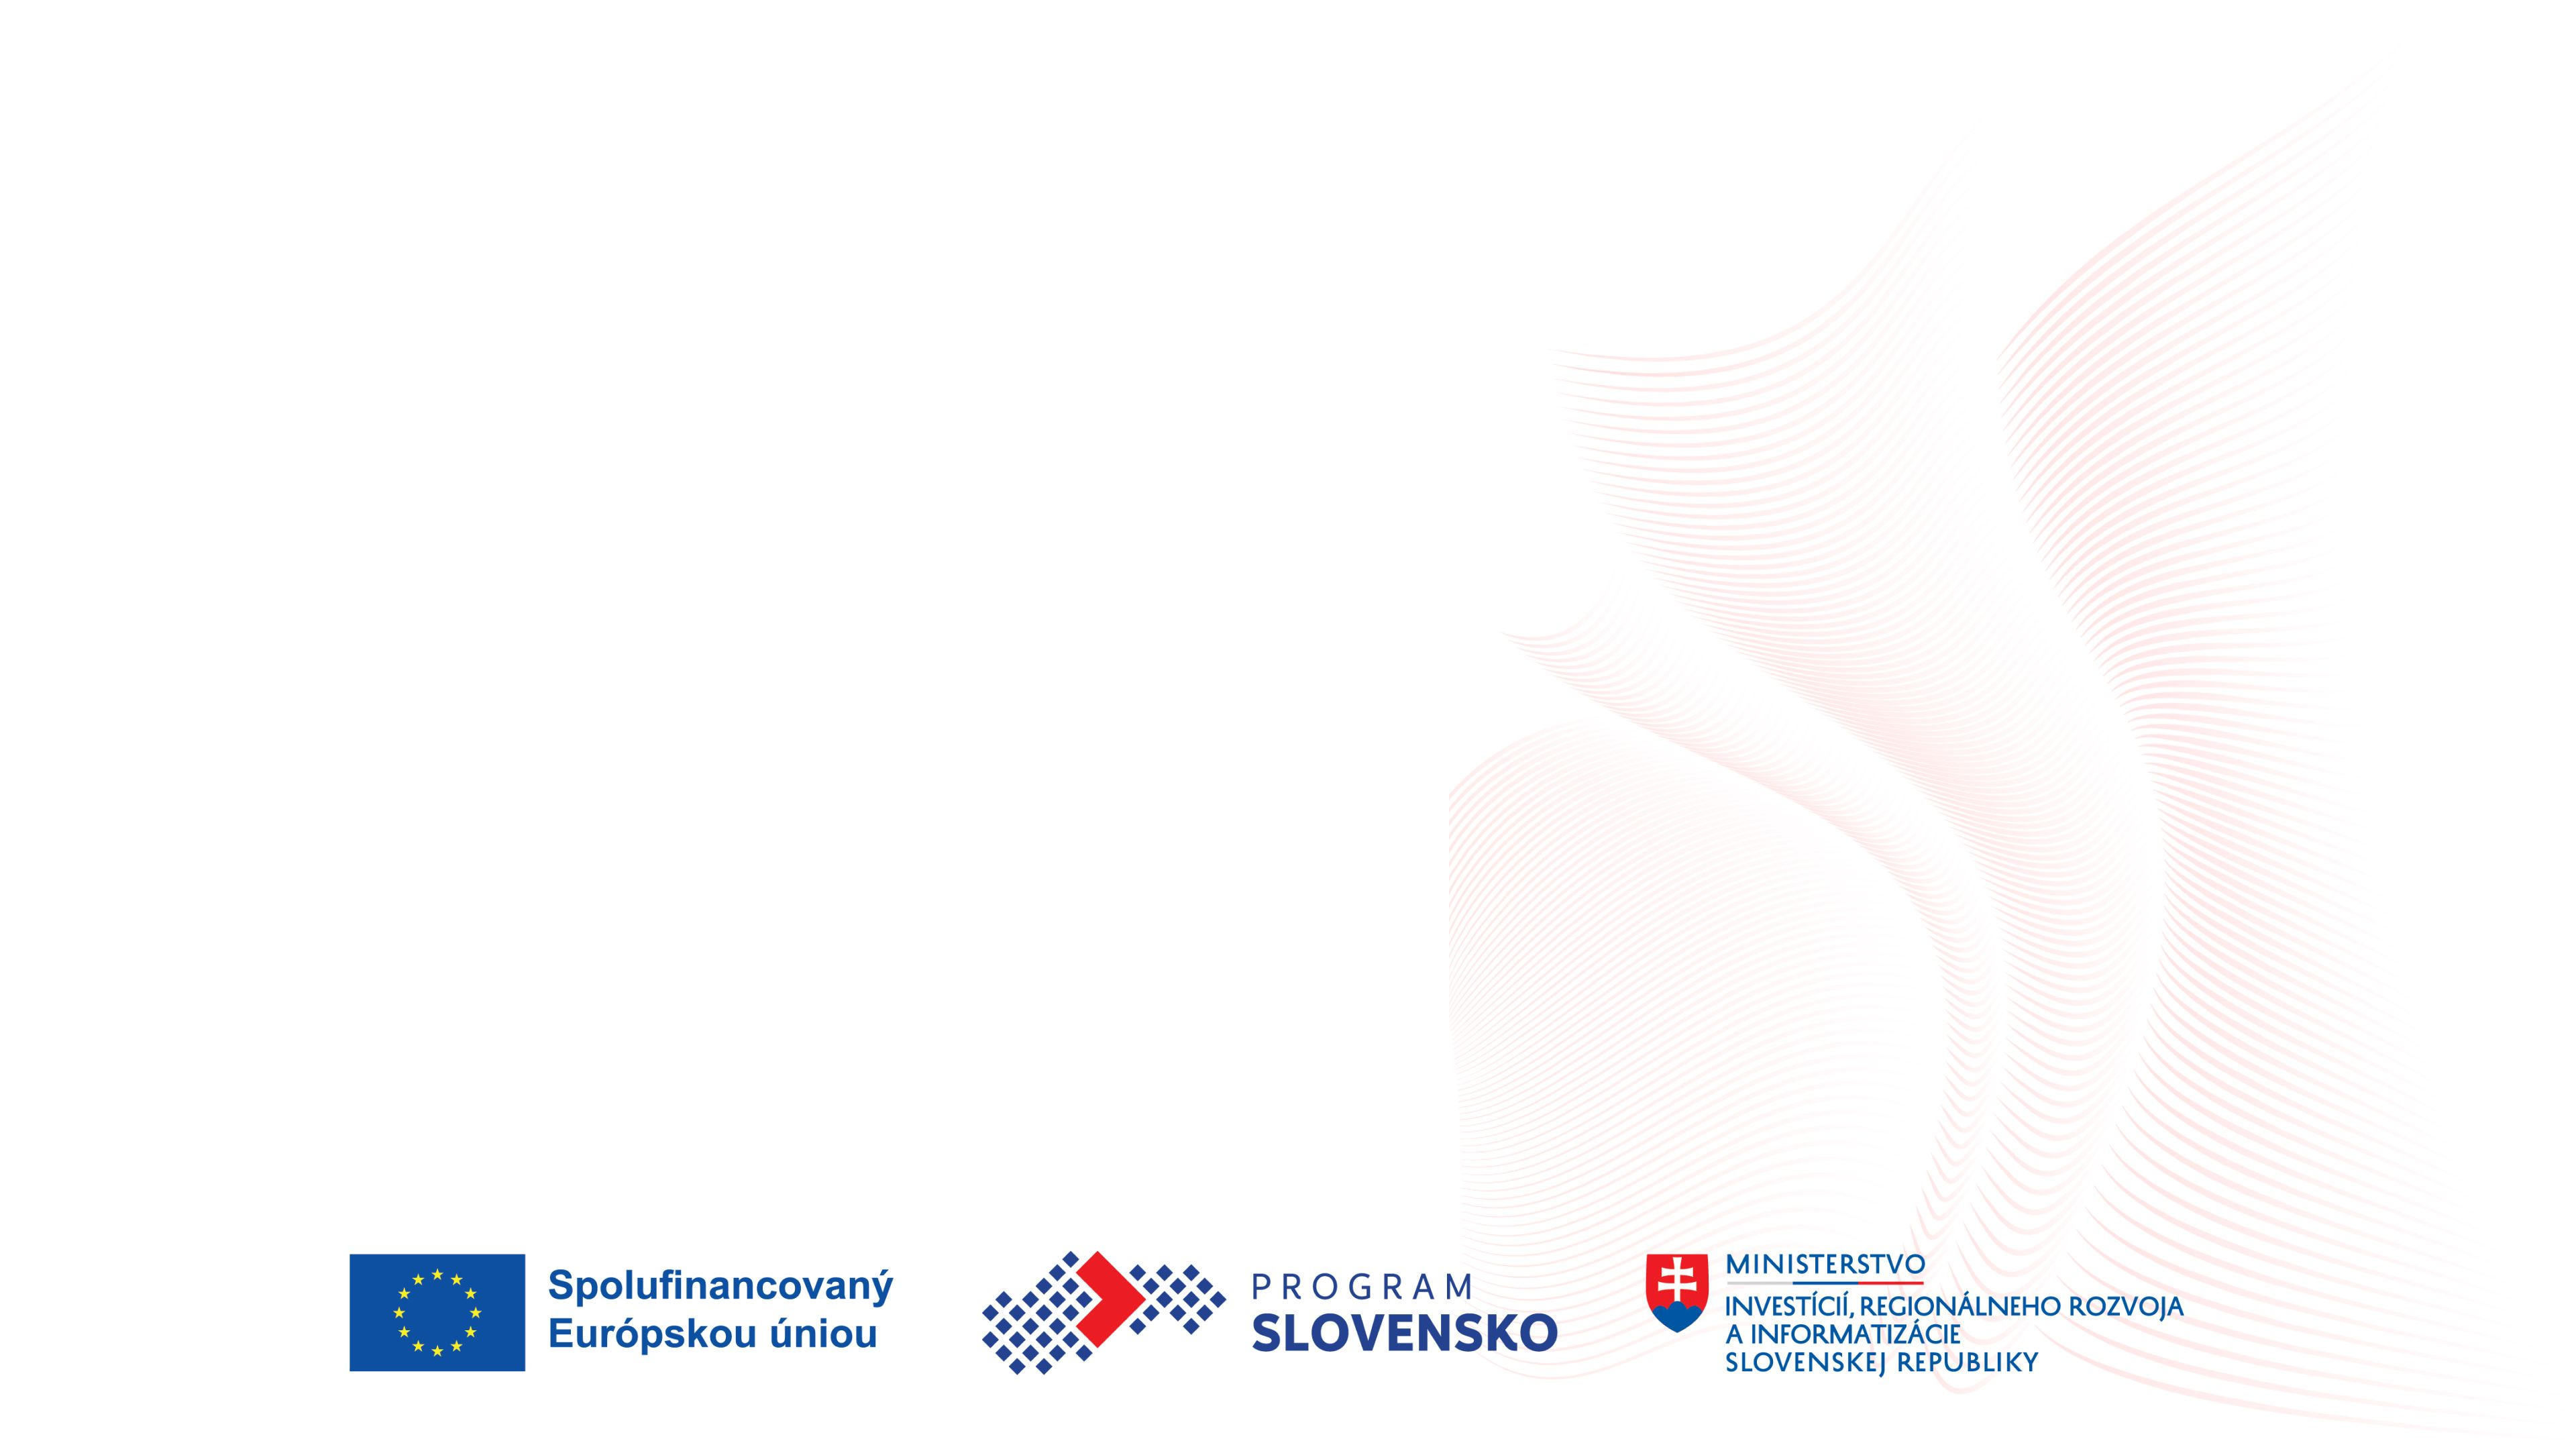 Spolufinancovaný
Európskou úniou
PROGRAM
SLOVENSKO
MINISTERSTVO
INVESTÍCIÍ, REGIONÁLNEHO ROZVOJA
A INFORMATIZÁCIE
SLOVENSKEJ REPUBLIKY